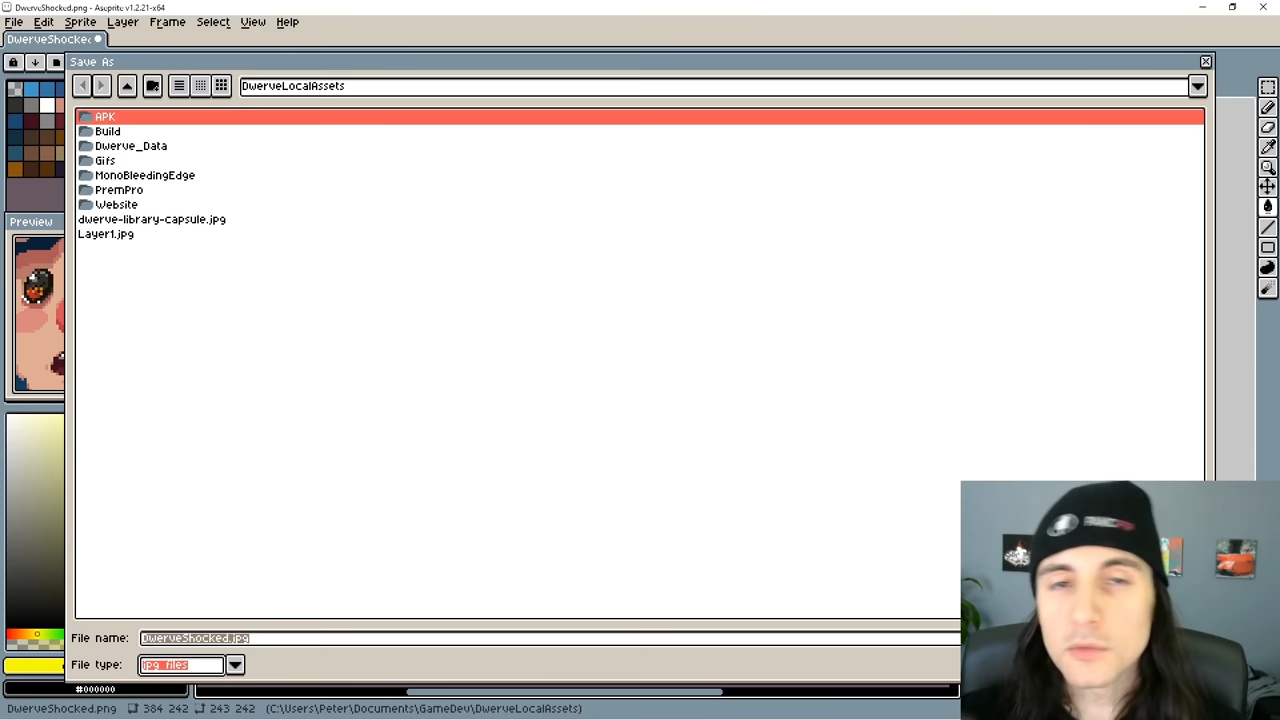 DwerveShocked.png - Aseprite v1.2.21-x64
File Edit Sprite Layer Frame Select View Help
DwerveShocked
Save As
DwerveLocalAssets
APK
Build
Dwerve_Data
Gifs
MonoBleedingEdge
PremPro
Website
dwerve-library-capsule.jpg
Layer1.jpg
Preview
File name: DwerveShocked.jpg
File type: jpg files
#000000
DwerveShocked.png 384 242 243 242 (C:\Users\Peter\Documents\GameDev\DwerveLocalAssets)